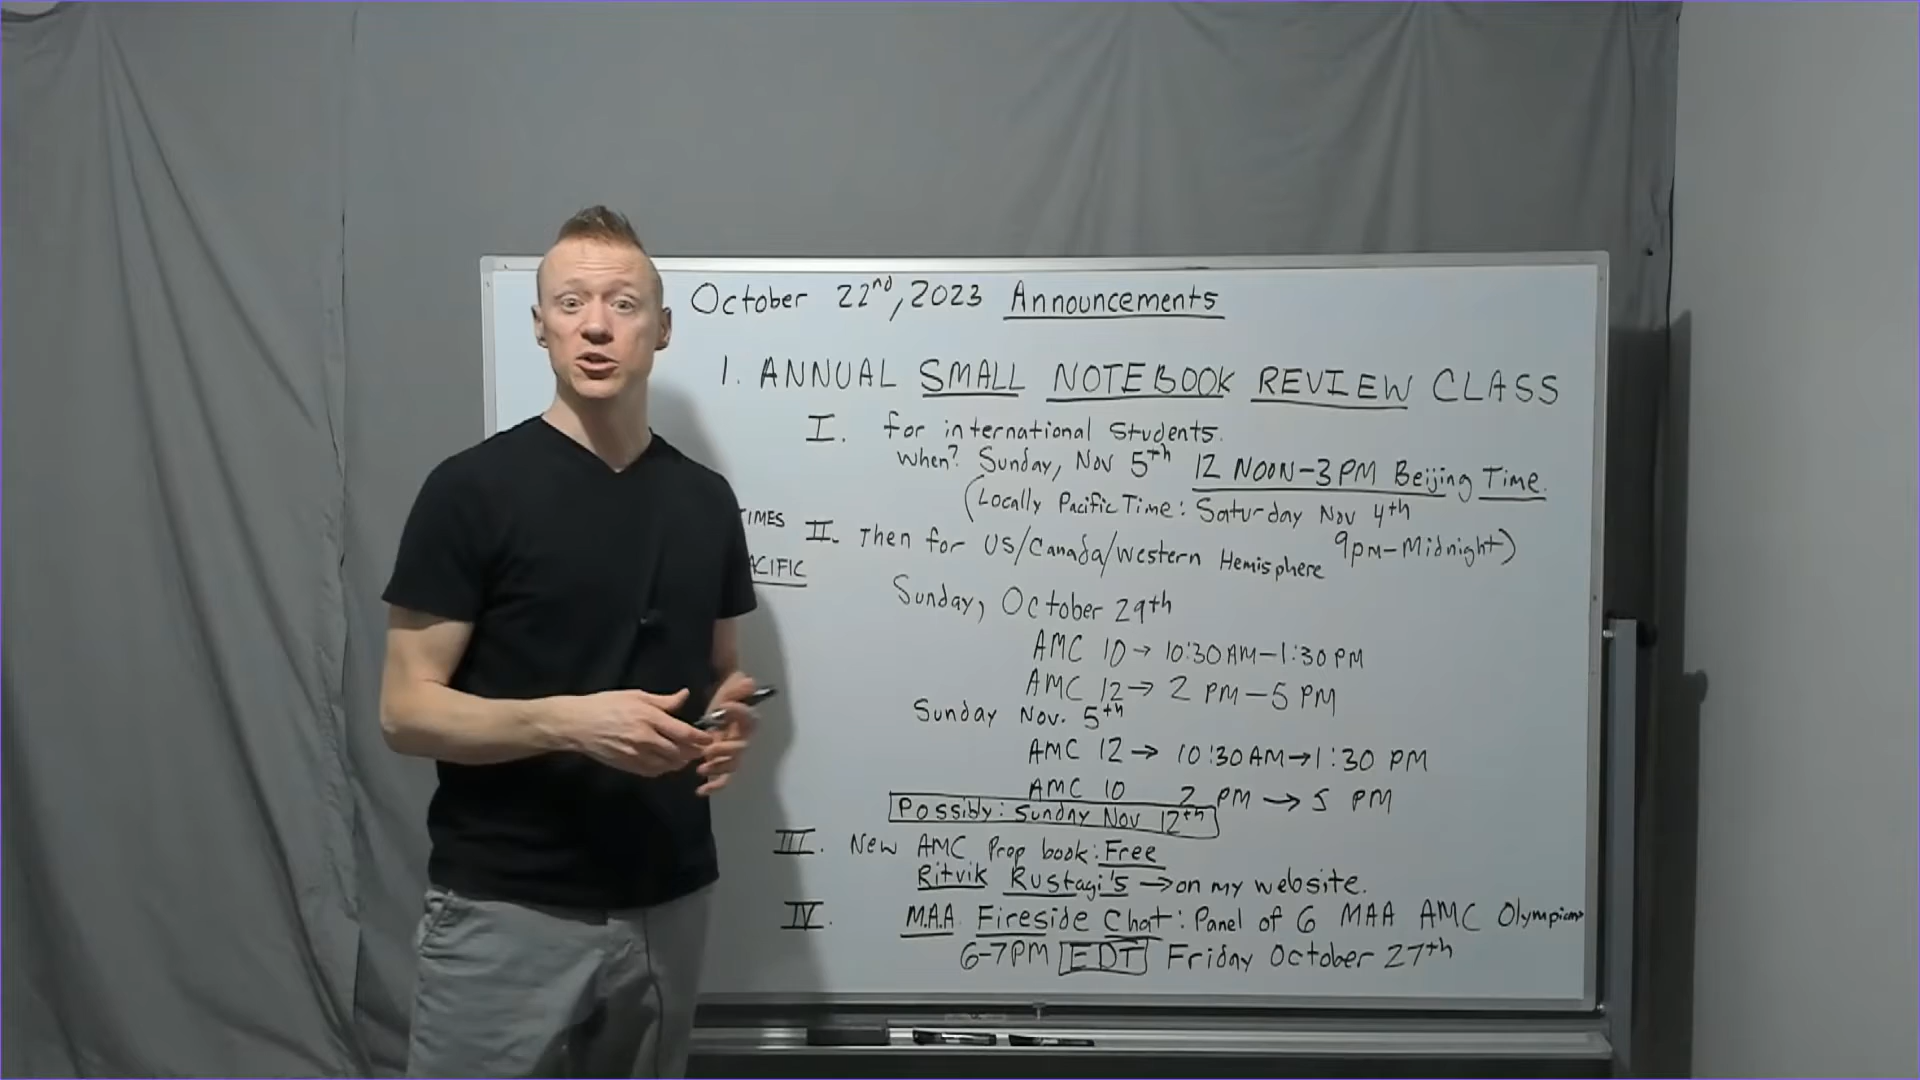 October 22nd, 2023 Announcements
1. ANNUAL SMALL NOTEBOOK REVIEW CLASS
I. for international Students.
When? Sunday, Nov 5th 12 NOON-3PM Beijing Time.
(Locally Pacific Time: Saturday Nov 4th
9pm-Midnight)
TIMES
ACIFIC
II. Then for US/Canada/Western Hemisphere
Sunday, October 29th
AMC 10→ 10:30AM-1:30PM
AMC 12→ 2 PM-5 PM
Sunday Nov. 5th
AMC 12→ 10:30AM→1:30 PM
AMC 10 2 PM→5 PM
Possibly: Sunday Nov 12th
III. New AMC Prep book: Free
Ritvik Rustagi's →on my website.
IV. M.A.A. Fireside Chat: Panel of 6 MAA AMC Olympians
6-7PM EDT Friday October 27th